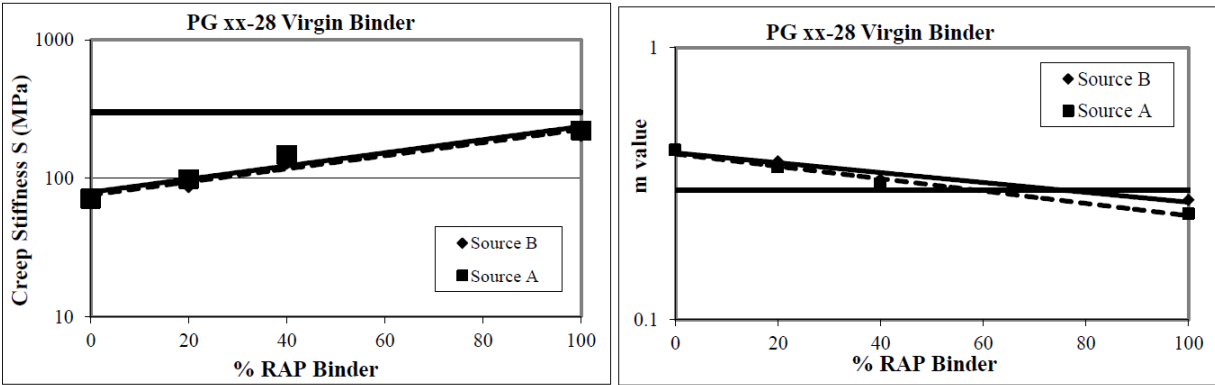 PG xx-28 Virgin Binder
Creep Stiffness S (MPa)
1000
100
10
Source B
Source A
0 20 40 60 80 100
% RAP Binder
PG xx-28 Virgin Binder
m value
1
0.1
Source B
Source A
0 20 40 60 80 100
% RAP Binder